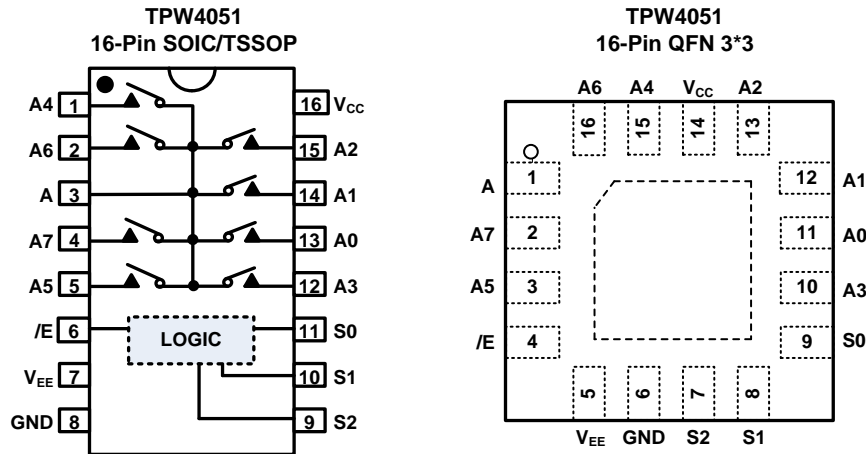 TPW4051
16-Pin SOIC/TSSOP
A4 1
16 VCC
A6 2
15 A2
A 3
14 A1
A7 4
13 A0
A5 5
12 A3
/E 6
LOGIC
11 S0
VEE 7
10 S1
GND 8
9 S2
TPW4051
16-Pin QFN 3*3
A6 A4 VCC A2
16 15 14 13
A 1
12 A1
A7 2
11 A0
A5 3
10 A3
/E 4
9 S0
5 6 7 8
VEE GND S2 S1